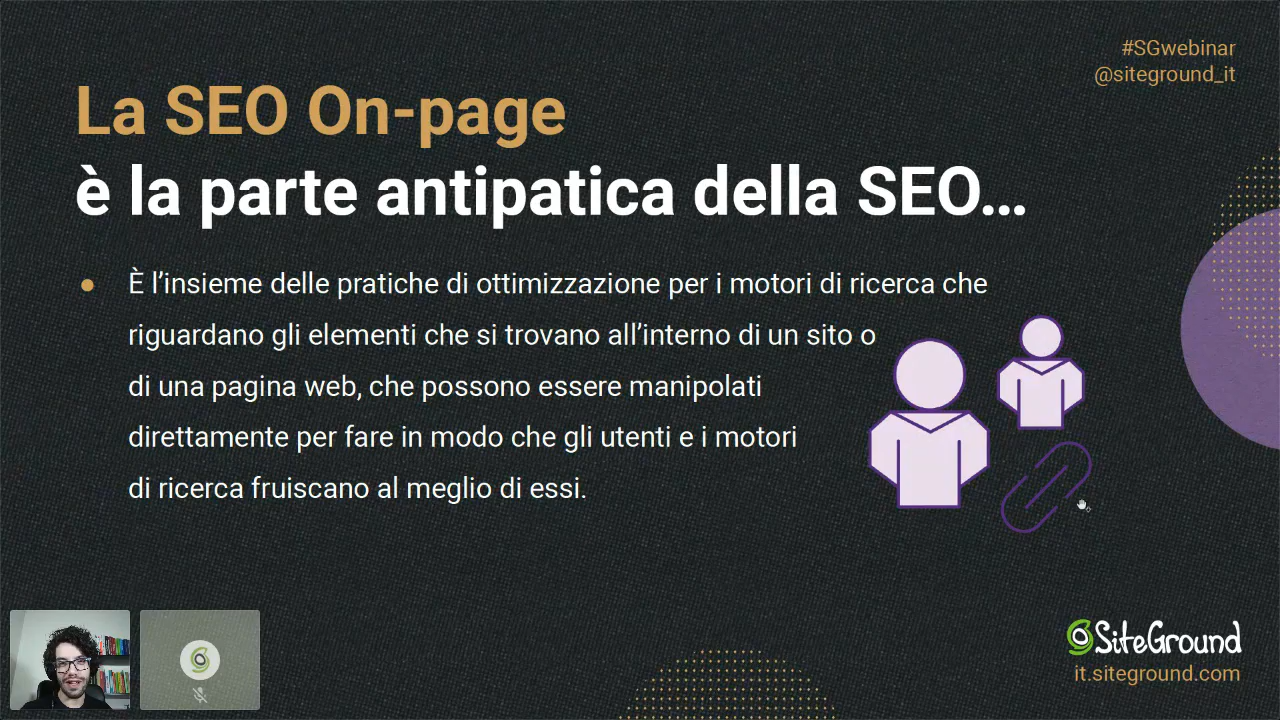 #SGwebinar
@siteground_it
La SEO On-page
è la parte antipatica della SEO...
È l’insieme delle pratiche di ottimizzazione per i motori di ricerca che
riguardano gli elementi che si trovano all’interno di un sito o
di una pagina web, che possono essere manipolati
direttamente per fare in modo che gli utenti e i motori
di ricerca fruiscano al meglio di essi.
SiteGround
it.siteground.com